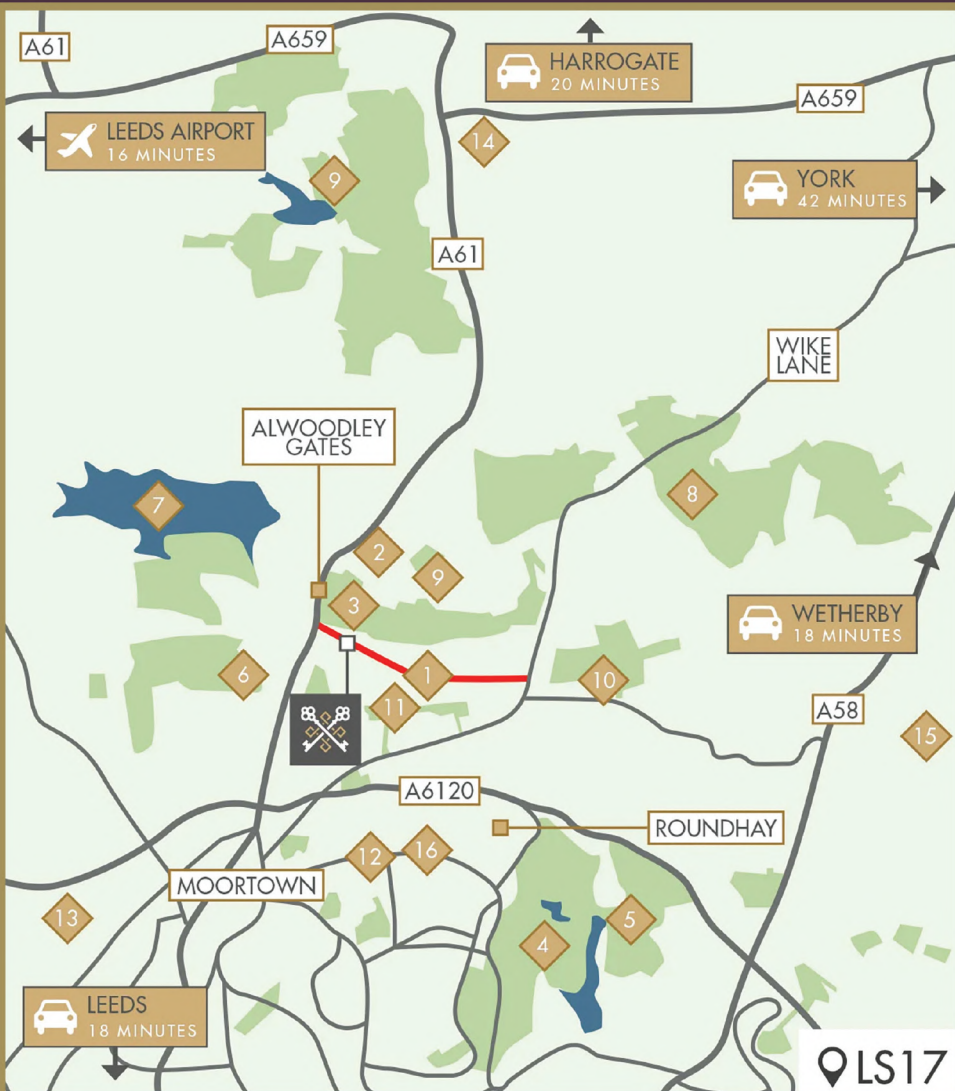 A61
A659
HARROGATE
20 MINUTES
A659
LEEDS AIRPORT
16 MINUTES
14
9
YORK
42 MINUTES
A61
WIKE
LANE
ALWOODLEY
GATES
7
8
2
9
3
WETHERBY
18 MINUTES
6
1
10
11
A58
15
A6120
ROUNDHAY
12
16
MOORTOWN
13
5
4
LEEDS
18 MINUTES
LS17